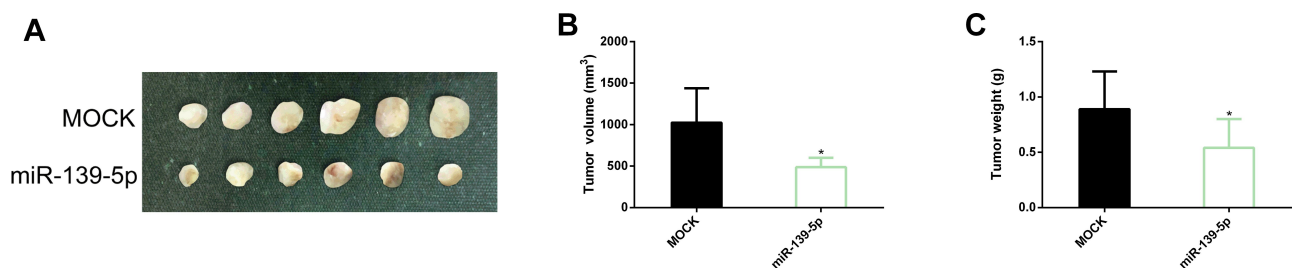 A
MOCK
miR-139-5p
B
Tumor volume (mm³)
2000
1500
1000
500
0
*
MOCK
miR-139-5p
C
Tumor weight (g)
1.5
1.0
0.5
0.0
*
MOCK
miR-139-5p